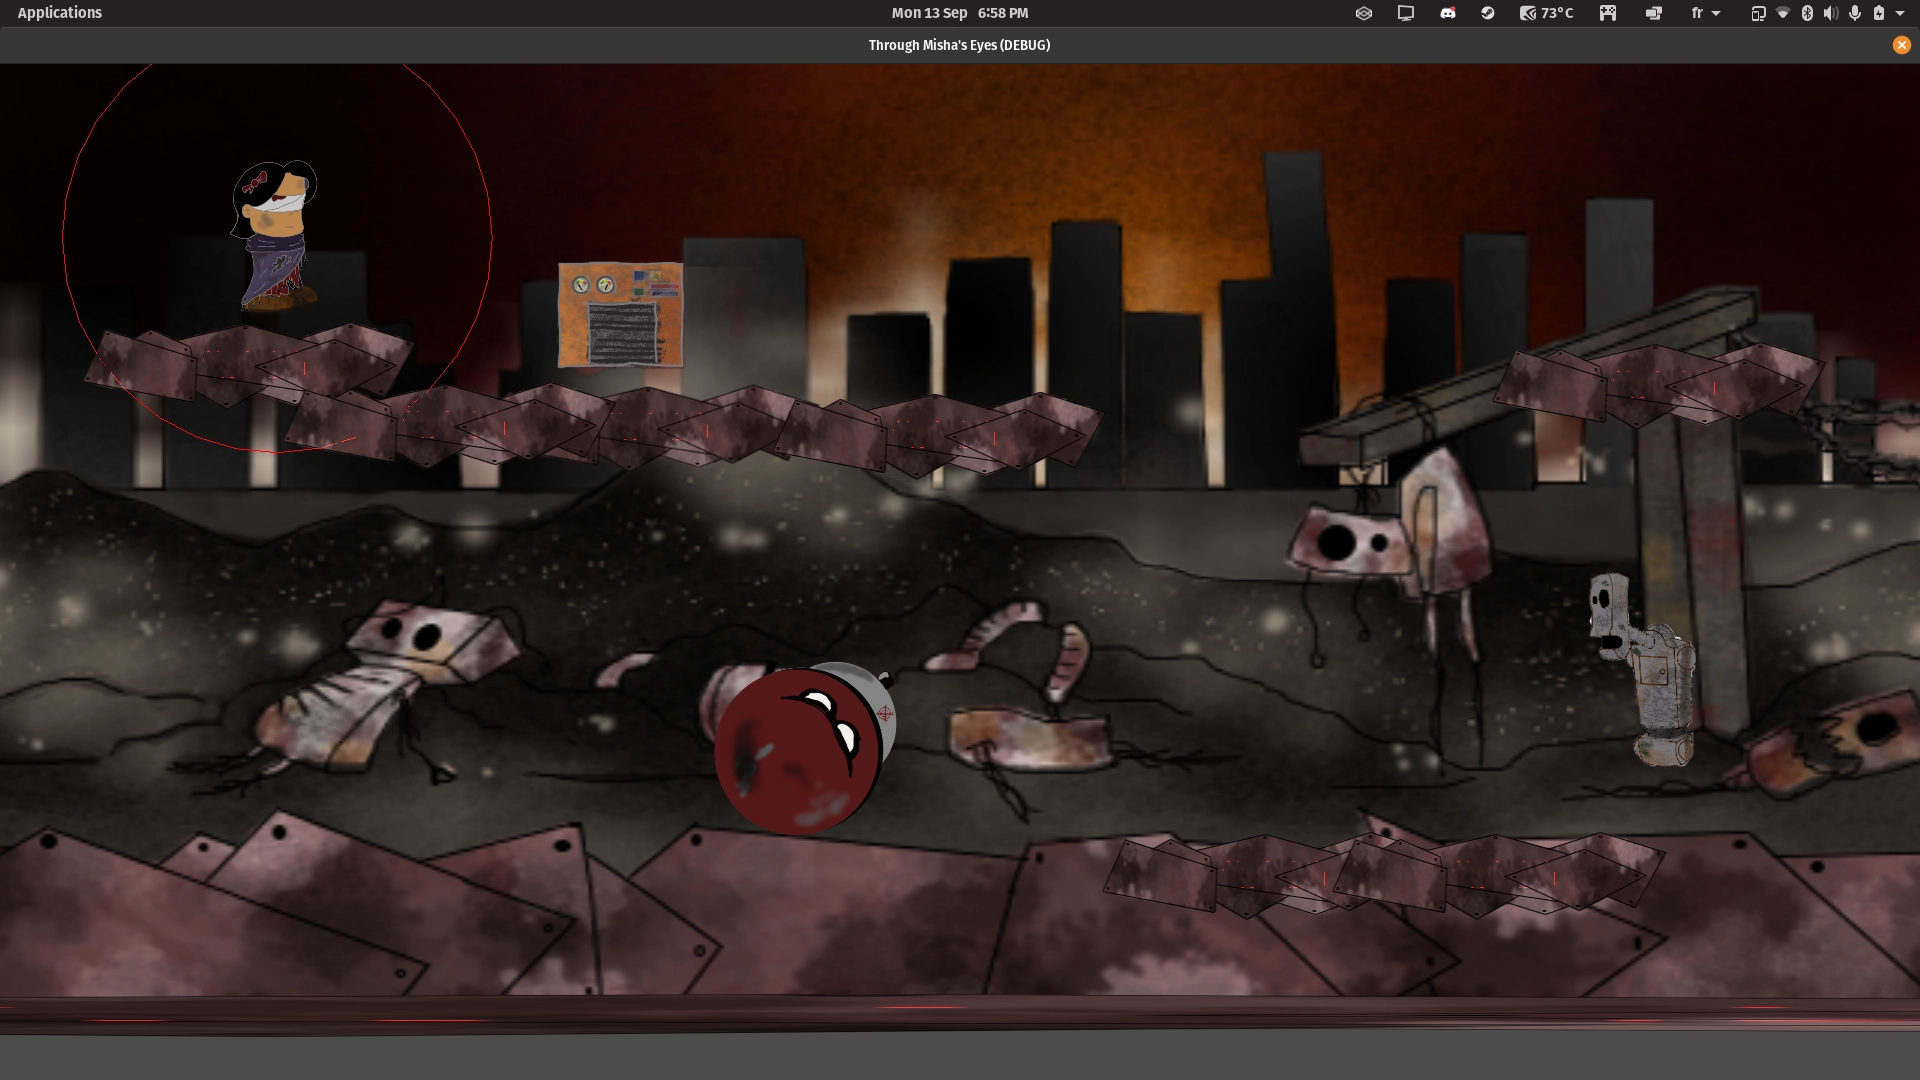 Applications
Mon 13 Sep 6:58 PM
73°C
fr
Through Misha's Eyes (DEBUG)